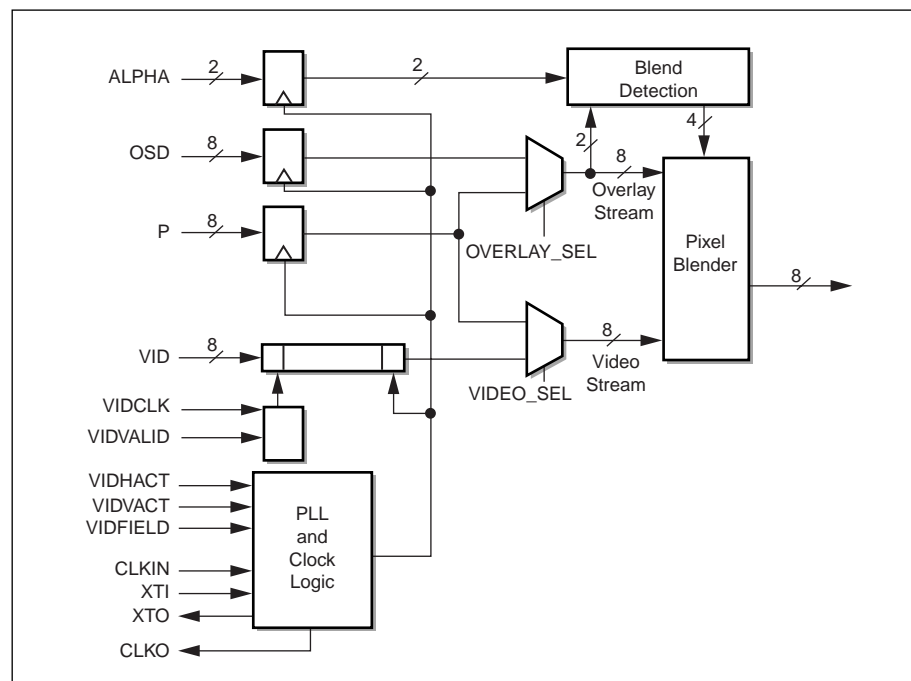 ALPHA
2
2
Blend
Detection
4
2
OSD
8
8
Overlay
Stream
P
8
OVERLAY_SEL
Pixel
Blender
8
VID
8
8
Video
Stream
VIDEO_SEL
VIDCLK
VIDVALID
VIDHACT
VIDVACT
VIDFIELD
CLKIN
XTI
XTO
CLKO
PLL
and
Clock
Logic